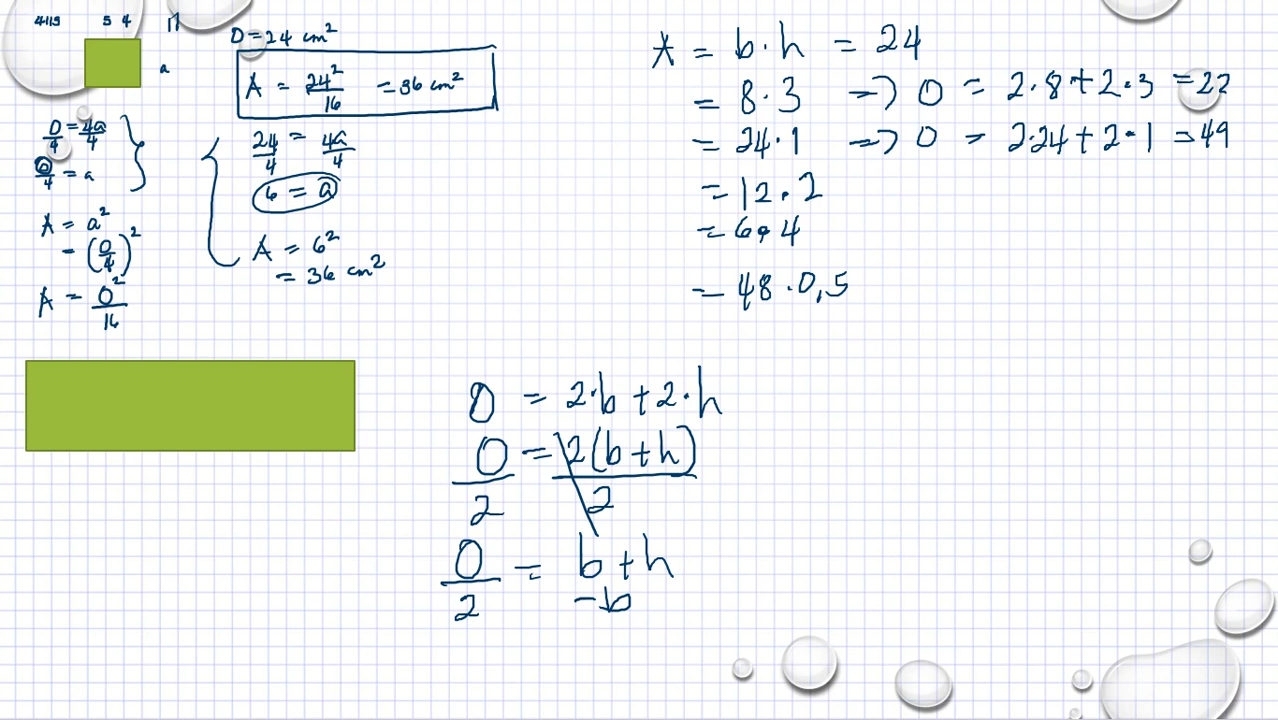 4115 5 4 П
a
O/4 = 4a/4
O/4 = a
A = a²
= (O/4)²
A = O²/16
O = 24 cm²
A = 24²/16 = 36 cm²
24/4 = 4a/4
6 = a
A = 6²
= 36 cm²
A = b·h = 24
= 8·3 => O = 2·8+2·3 = 22
= 24·1 => O = 2·24+2·1 = 49
= 12·2
= 6·4
= 48·0,5
O = 2·b + 2·h
O/2 = 2(b+h)/2
O/2 = b+h
-b